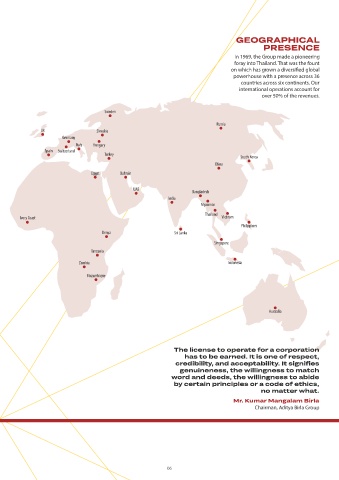 GEOGRAPHICAL
PRESENCE
In 1969, the Group made a pioneering
foray into Thailand. That was the fount
on which has grown a diversified global
powerhouse with a presence across 36
countries across six continents. Our
international operations account for
over 50% of the revenues.
Sweden
Russia
UK
Slovakia
Germany
Italy
Hungary
Spain
Switzerland
Turkey
South Korea
China
Egypt
Bahrain
UAE
Bangladesh
India
Myanmar
Thailand
Vietnam
Ivory Coast
Philippines
Kenya
Sri Lanka
Singapore
Tanzania
Zambia
Indonesia
Mozambique
Australia
The license to operate for a corporation
has to be earned. It is one of respect,
credibility, and acceptability. It signifies
genuineness, the willingness to match
word and deeds, the willingness to abide
by certain principles or a code of ethics,
no matter what.
Mr. Kumar Mangalam Birla
Chairman, Aditya Birla Group